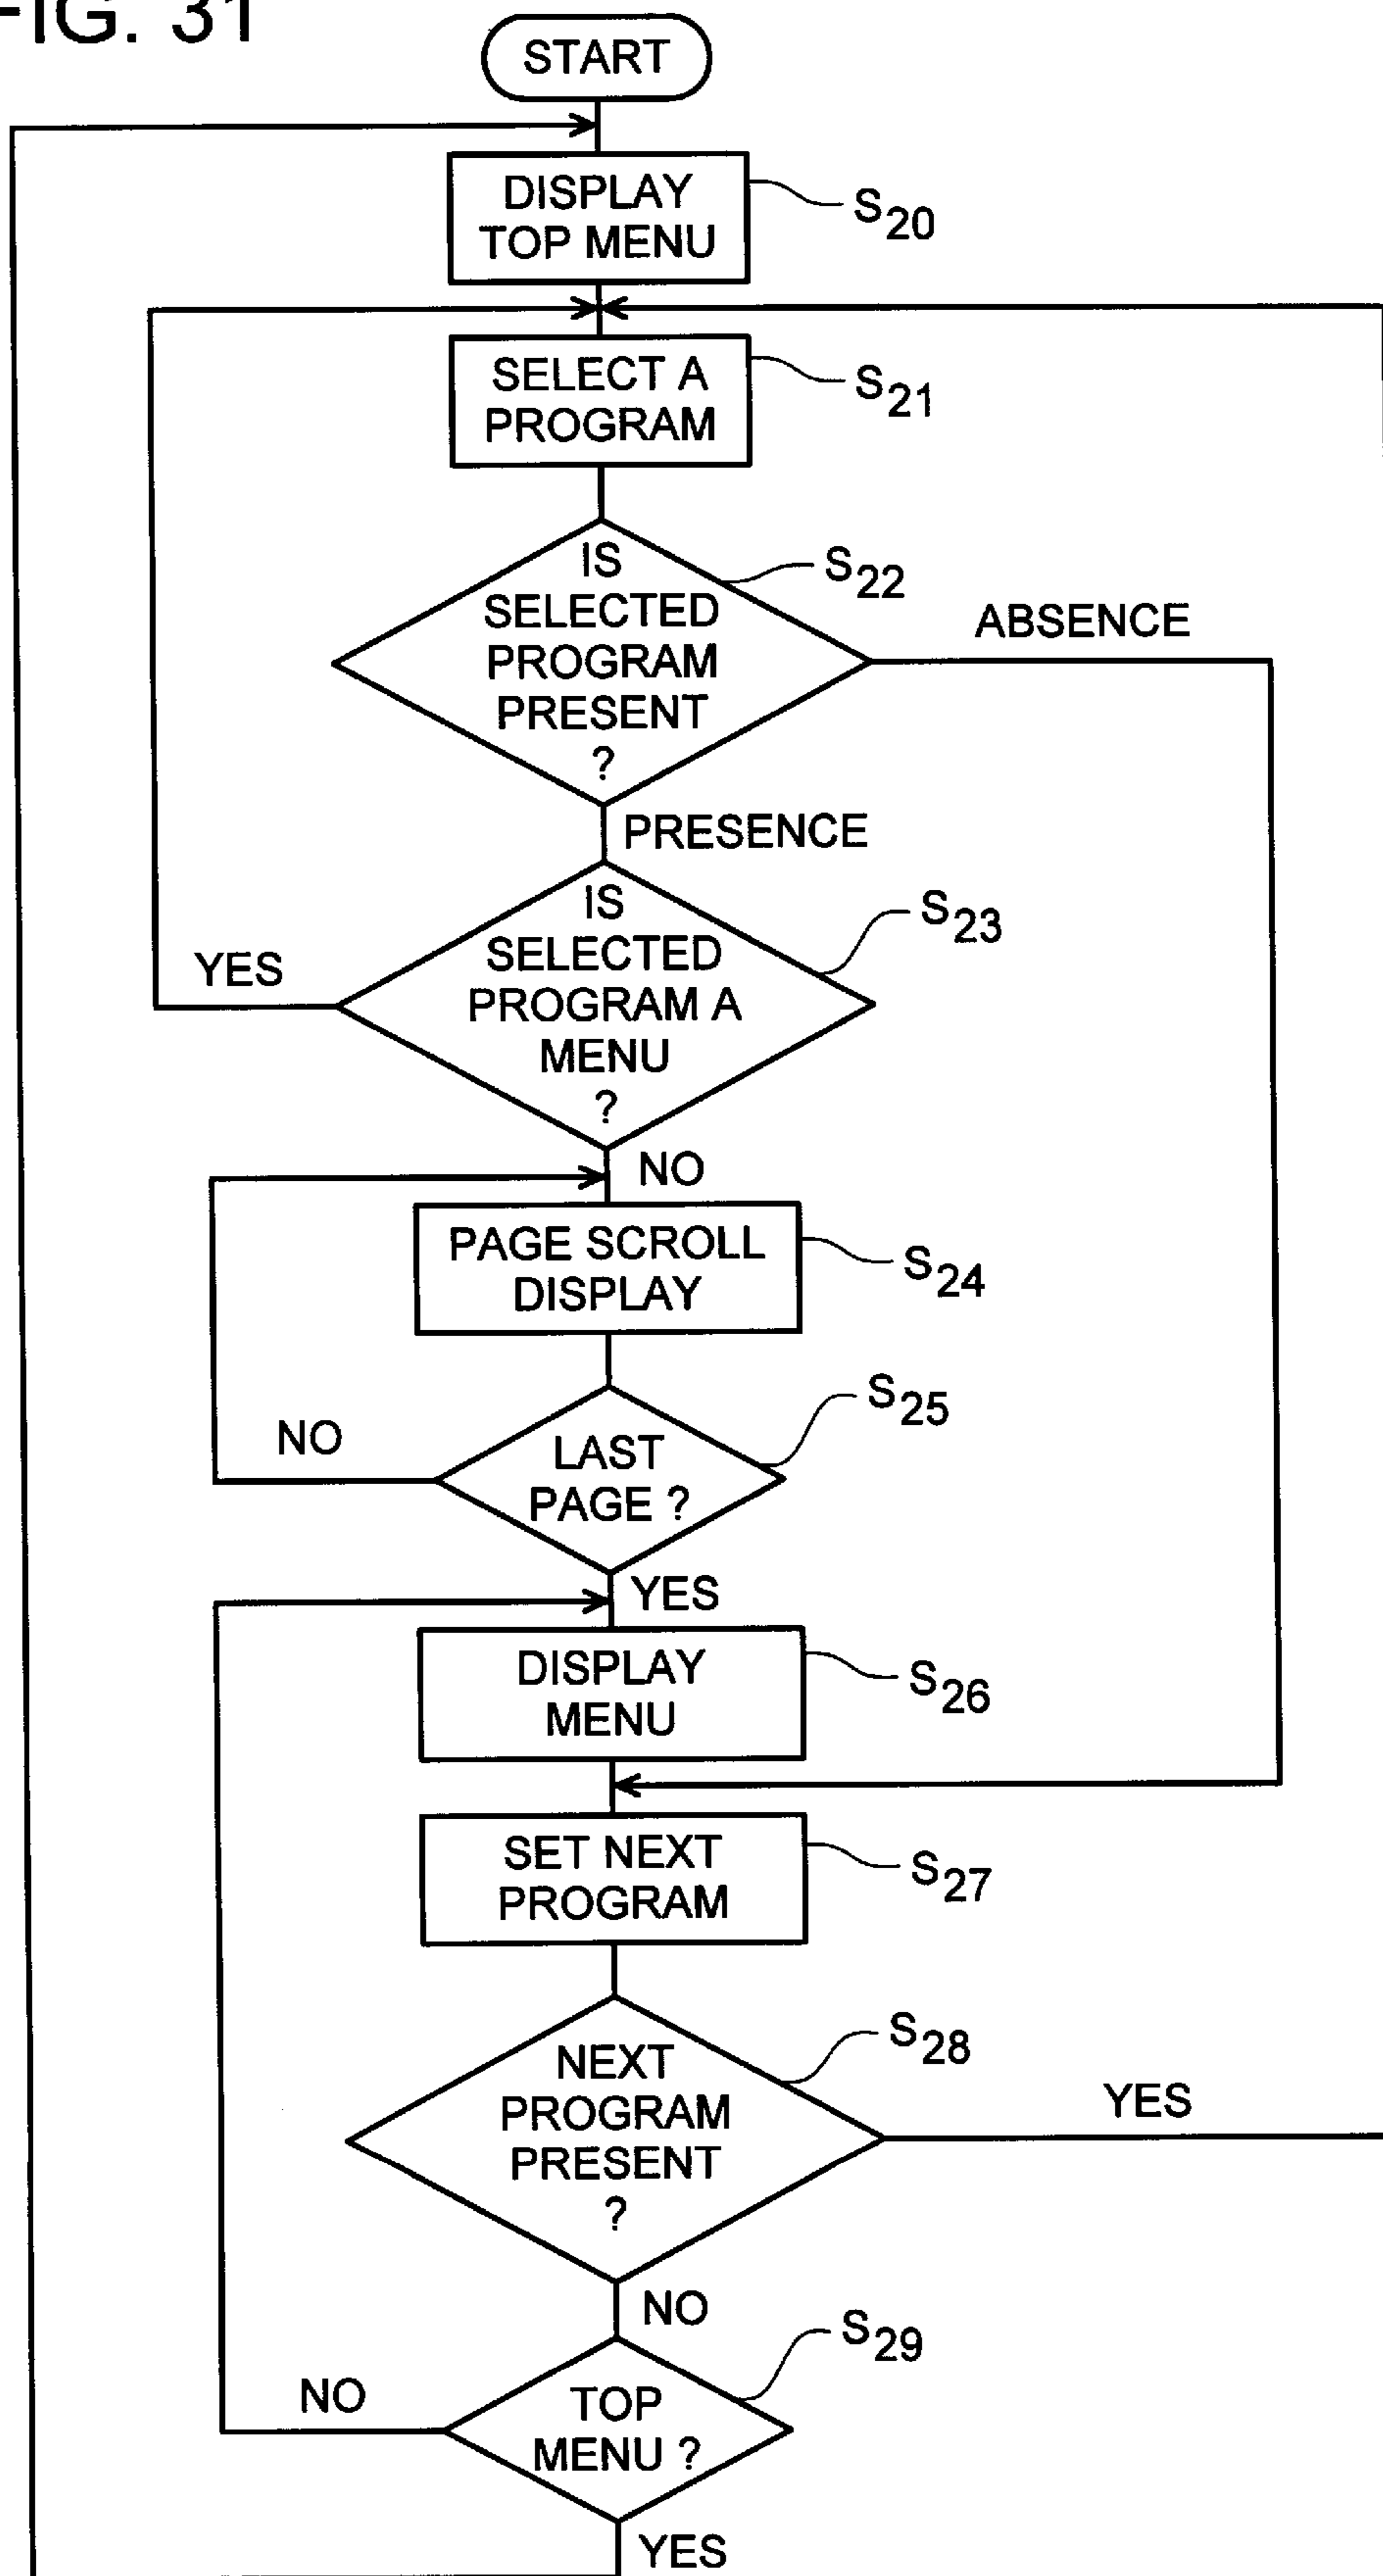 FIG. 31
START
DISPLAY
TOP MENU
S20
SELECT A
PROGRAM
S21
IS
SELECTED
PROGRAM
PRESENT
?
S22
ABSENCE
PRESENCE
IS
SELECTED
PROGRAM A
MENU
?
S23
YES
NO
PAGE SCROLL
DISPLAY
S24
LAST
PAGE ?
S25
NO
YES
DISPLAY
MENU
S26
SET NEXT
PROGRAM
S27
NEXT
PROGRAM
PRESENT
?
S28
YES
NO
TOP
MENU ?
S29
NO
YES